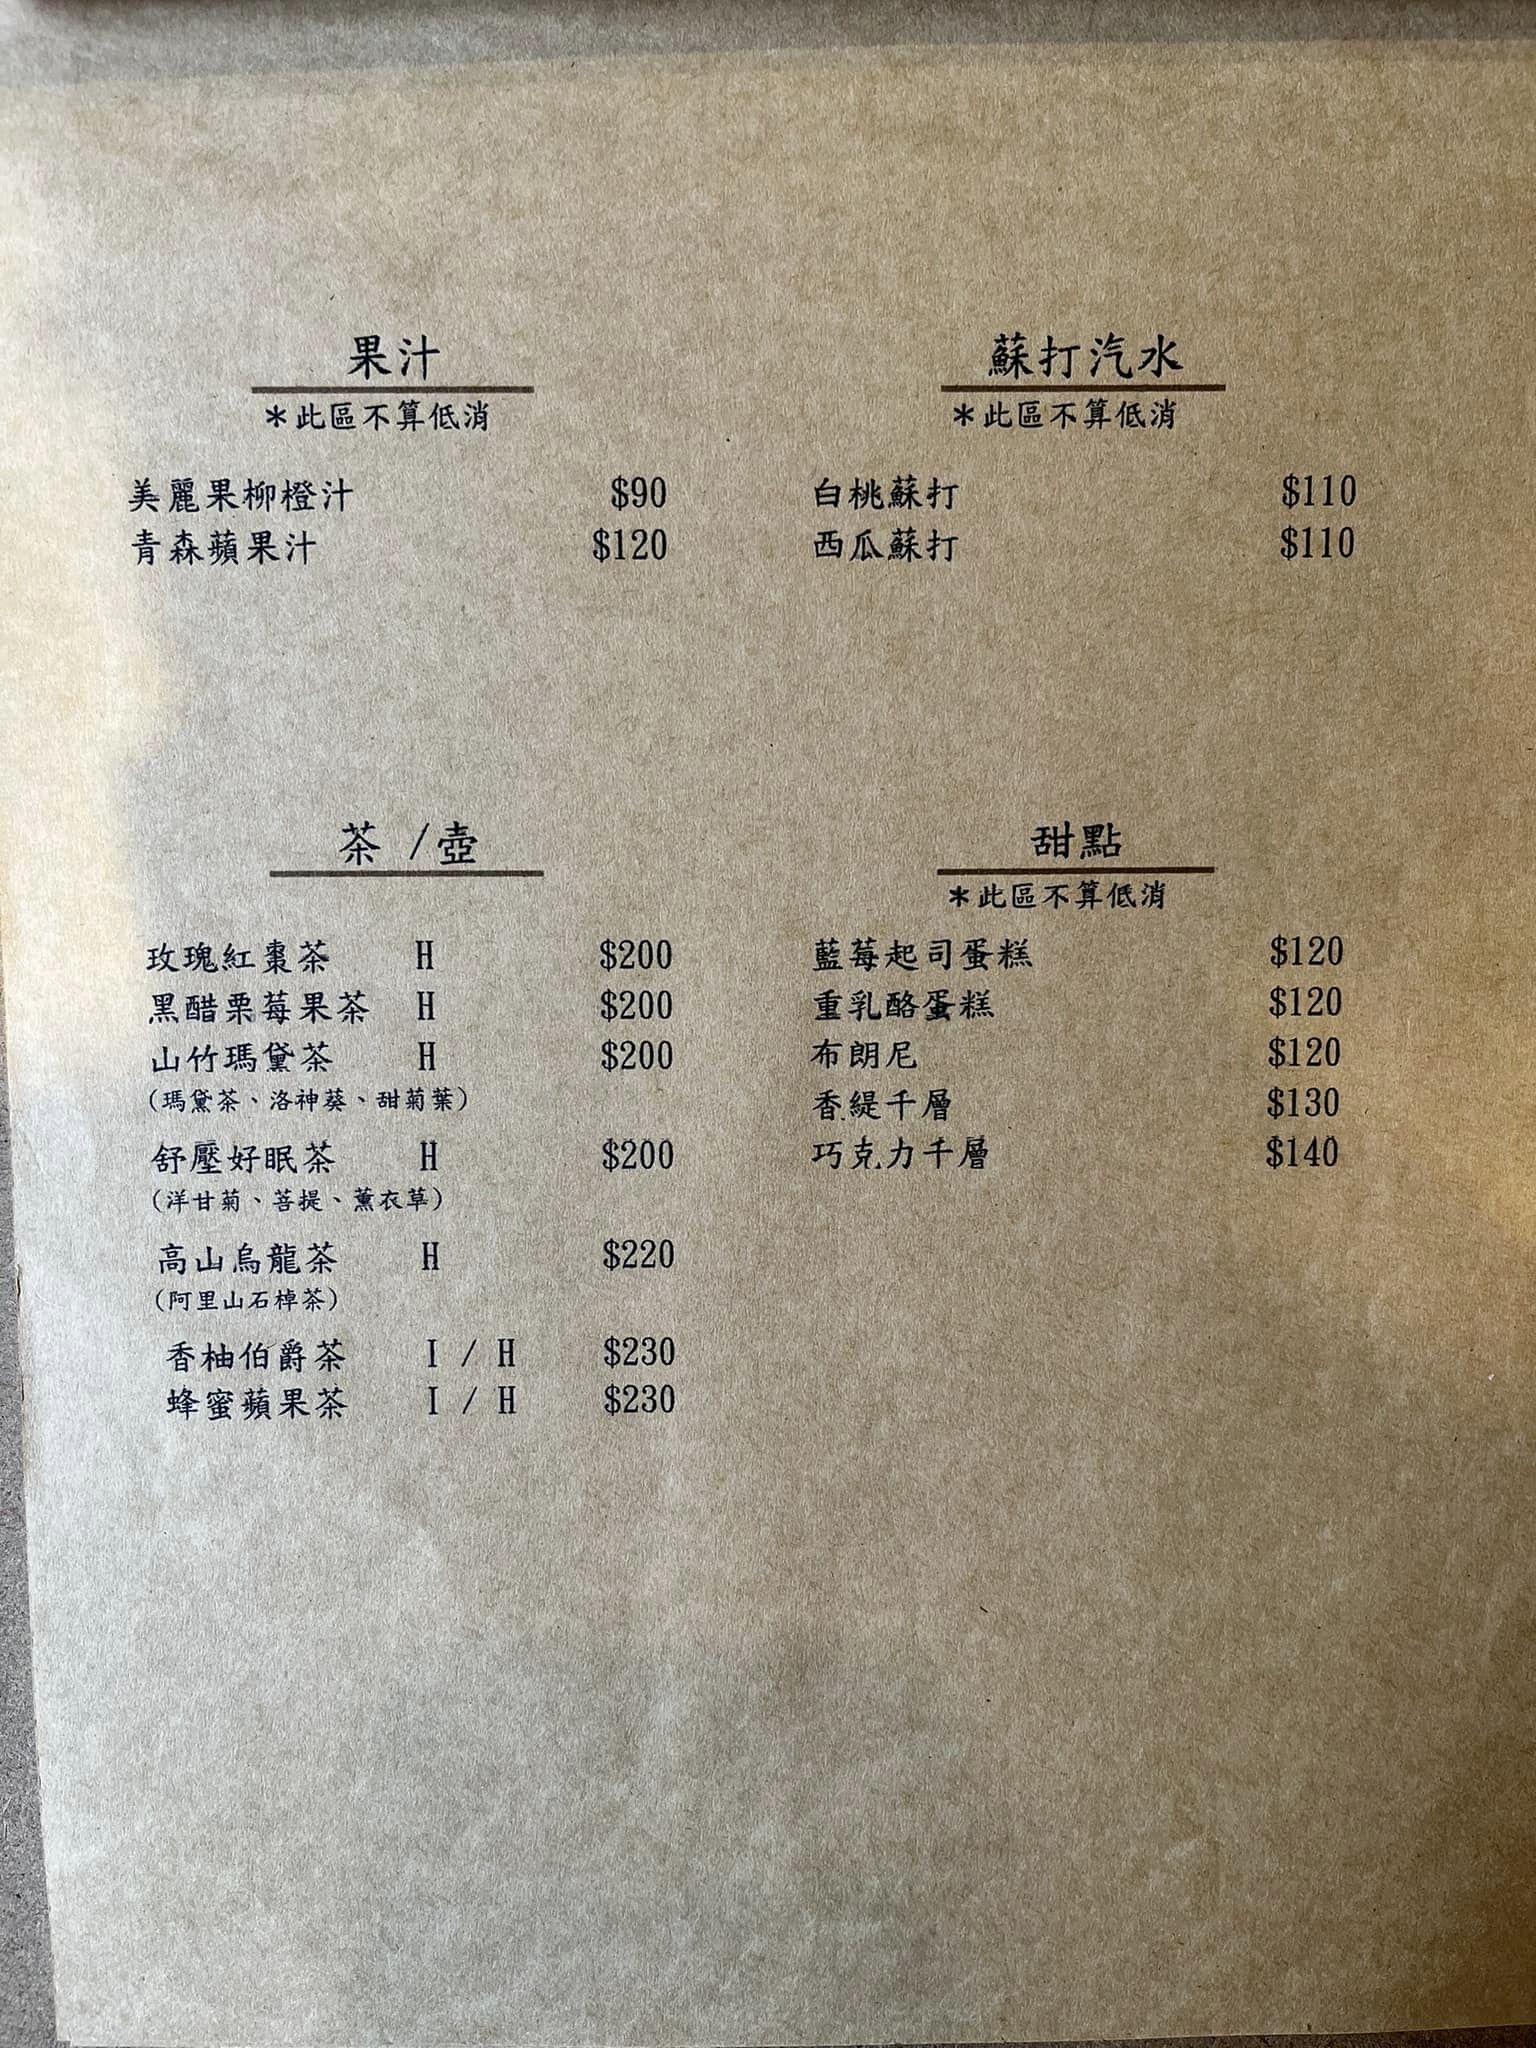 果汁
＊此區不算低消
美麗果柳橙汁 $90
青森蘋果汁 $120
蘇打汽水
＊此區不算低消
白桃蘇打 $110
西瓜蘇打 $110
茶 /壺
玫瑰紅棗茶 H $200
黑醋栗莓果茶 H $200
山竹瑪黛茶 H $200
(瑪黛茶、洛神葵、甜菊葉)
舒壓好眠茶 H $200
(洋甘菊、菩提、薰衣草)
高山烏龍茶 H $220
(阿里山石棹茶)
香柚伯爵茶 I / H $230
蜂蜜蘋果茶 I / H $230
甜點
＊此區不算低消
藍莓起司蛋糕 $120
重乳酪蛋糕 $120
布朗尼 $120
香緹千層 $130
巧克力千層 $140